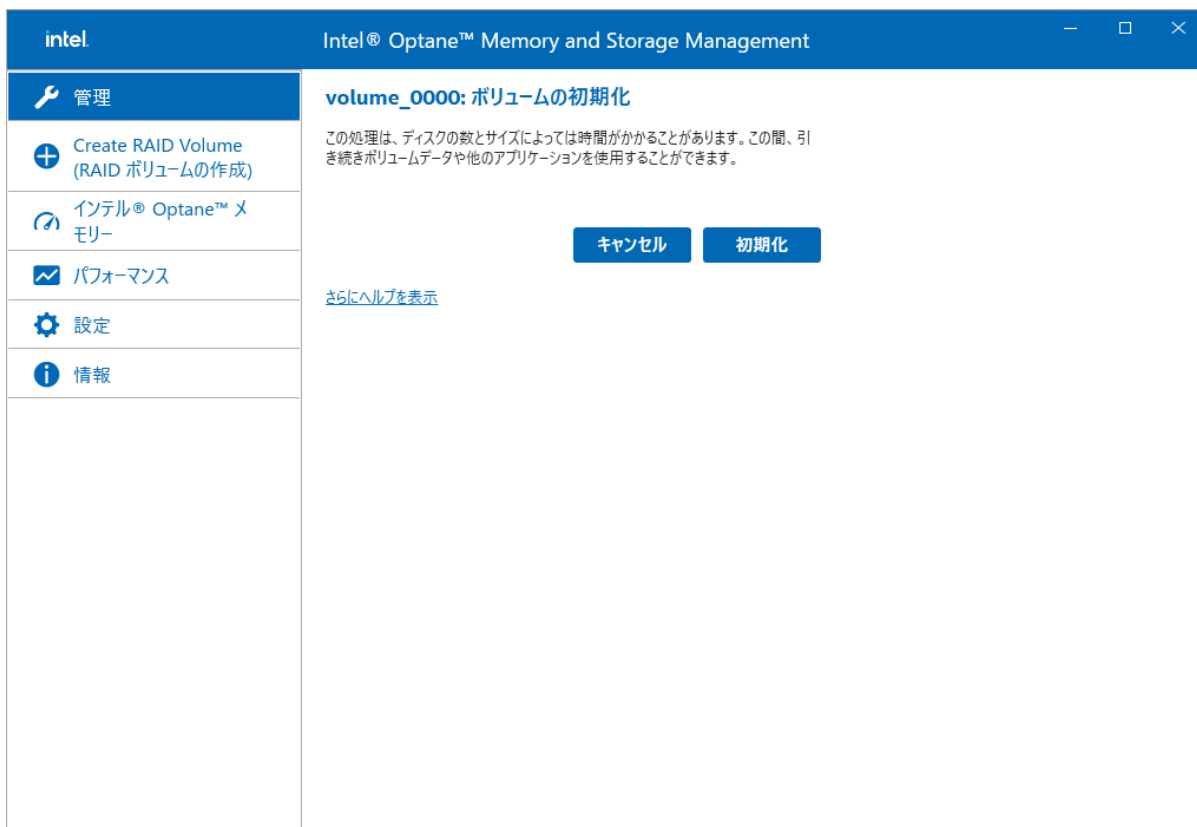 intel.
Intel® Optane™ Memory and Storage Management
管理
Create RAID Volume
(RAID ボリュームの作成)
インテル® Optane™ メ
モリー
パフォーマンス
設定
情報
volume_0000: ボリュームの初期化
この処理は、ディスクの数とサイズによっては時間がかかることがあります。この間、引
き続きボリュームデータや他のアプリケーションを使用することができます。
キャンセル
初期化
さらにヘルプを表示